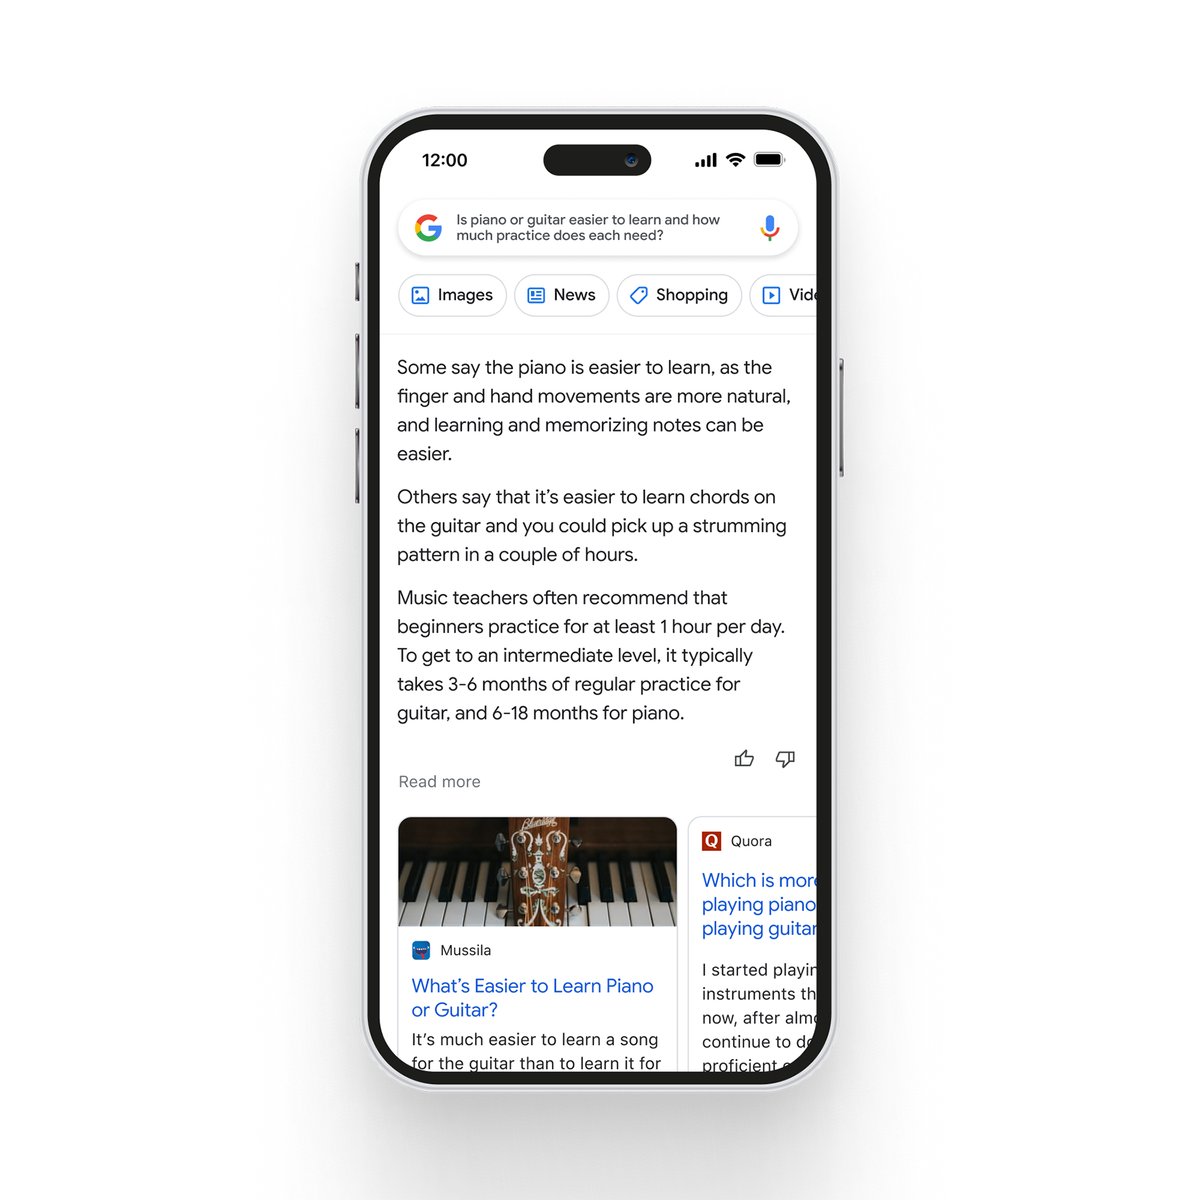 12:00
Is piano or guitar easier to learn and how
much practice does each need?
Images
News
Shopping
Some say the piano is easier to learn, as the
finger and hand movements are more natural,
and learning and memorizing notes can be
easier.
Others say that it’s easier to learn chords on
the guitar and you could pick up a strumming
pattern in a couple of hours.
Music teachers often recommend that
beginners practice for at least 1 hour per day.
To get to an intermediate level, it typically
takes 3-6 months of regular practice for
guitar, and 6-18 months for piano.
Read more
Mussila
What’s Easier to Learn Piano
or Guitar?
It’s much easier to learn a song
for the guitar than to learn it for
Quora
Which is more
playing piano
playing guitar
I started
instruments
now, after
continue to
proficient